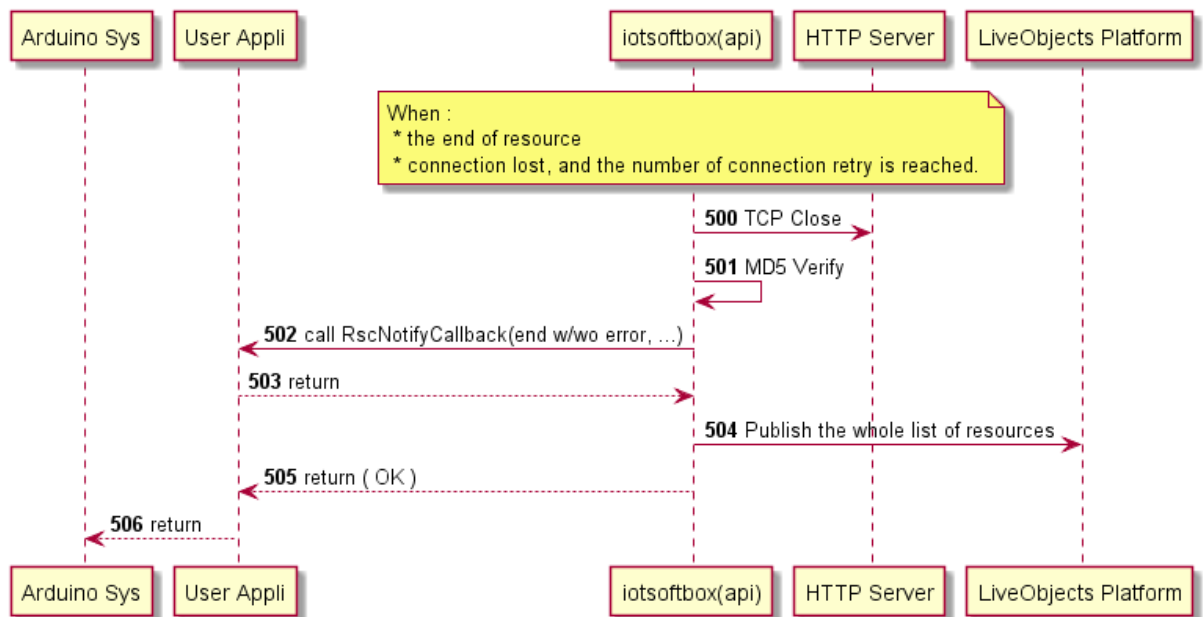 Arduino Sys User Appli iotsoftbox(api) HTTP Server LiveObjects Platform
When :
* the end of resource
* connection lost, and the number of connection retry is reached.
500 TCP Close
501 MD5 Verify
502 call RscNotifyCallback(end w/wo error, ...)
503 return
504 Publish the whole list of resources
505 return ( OK )
506 return
Arduino Sys User Appli iotsoftbox(api) HTTP Server LiveObjects Platform